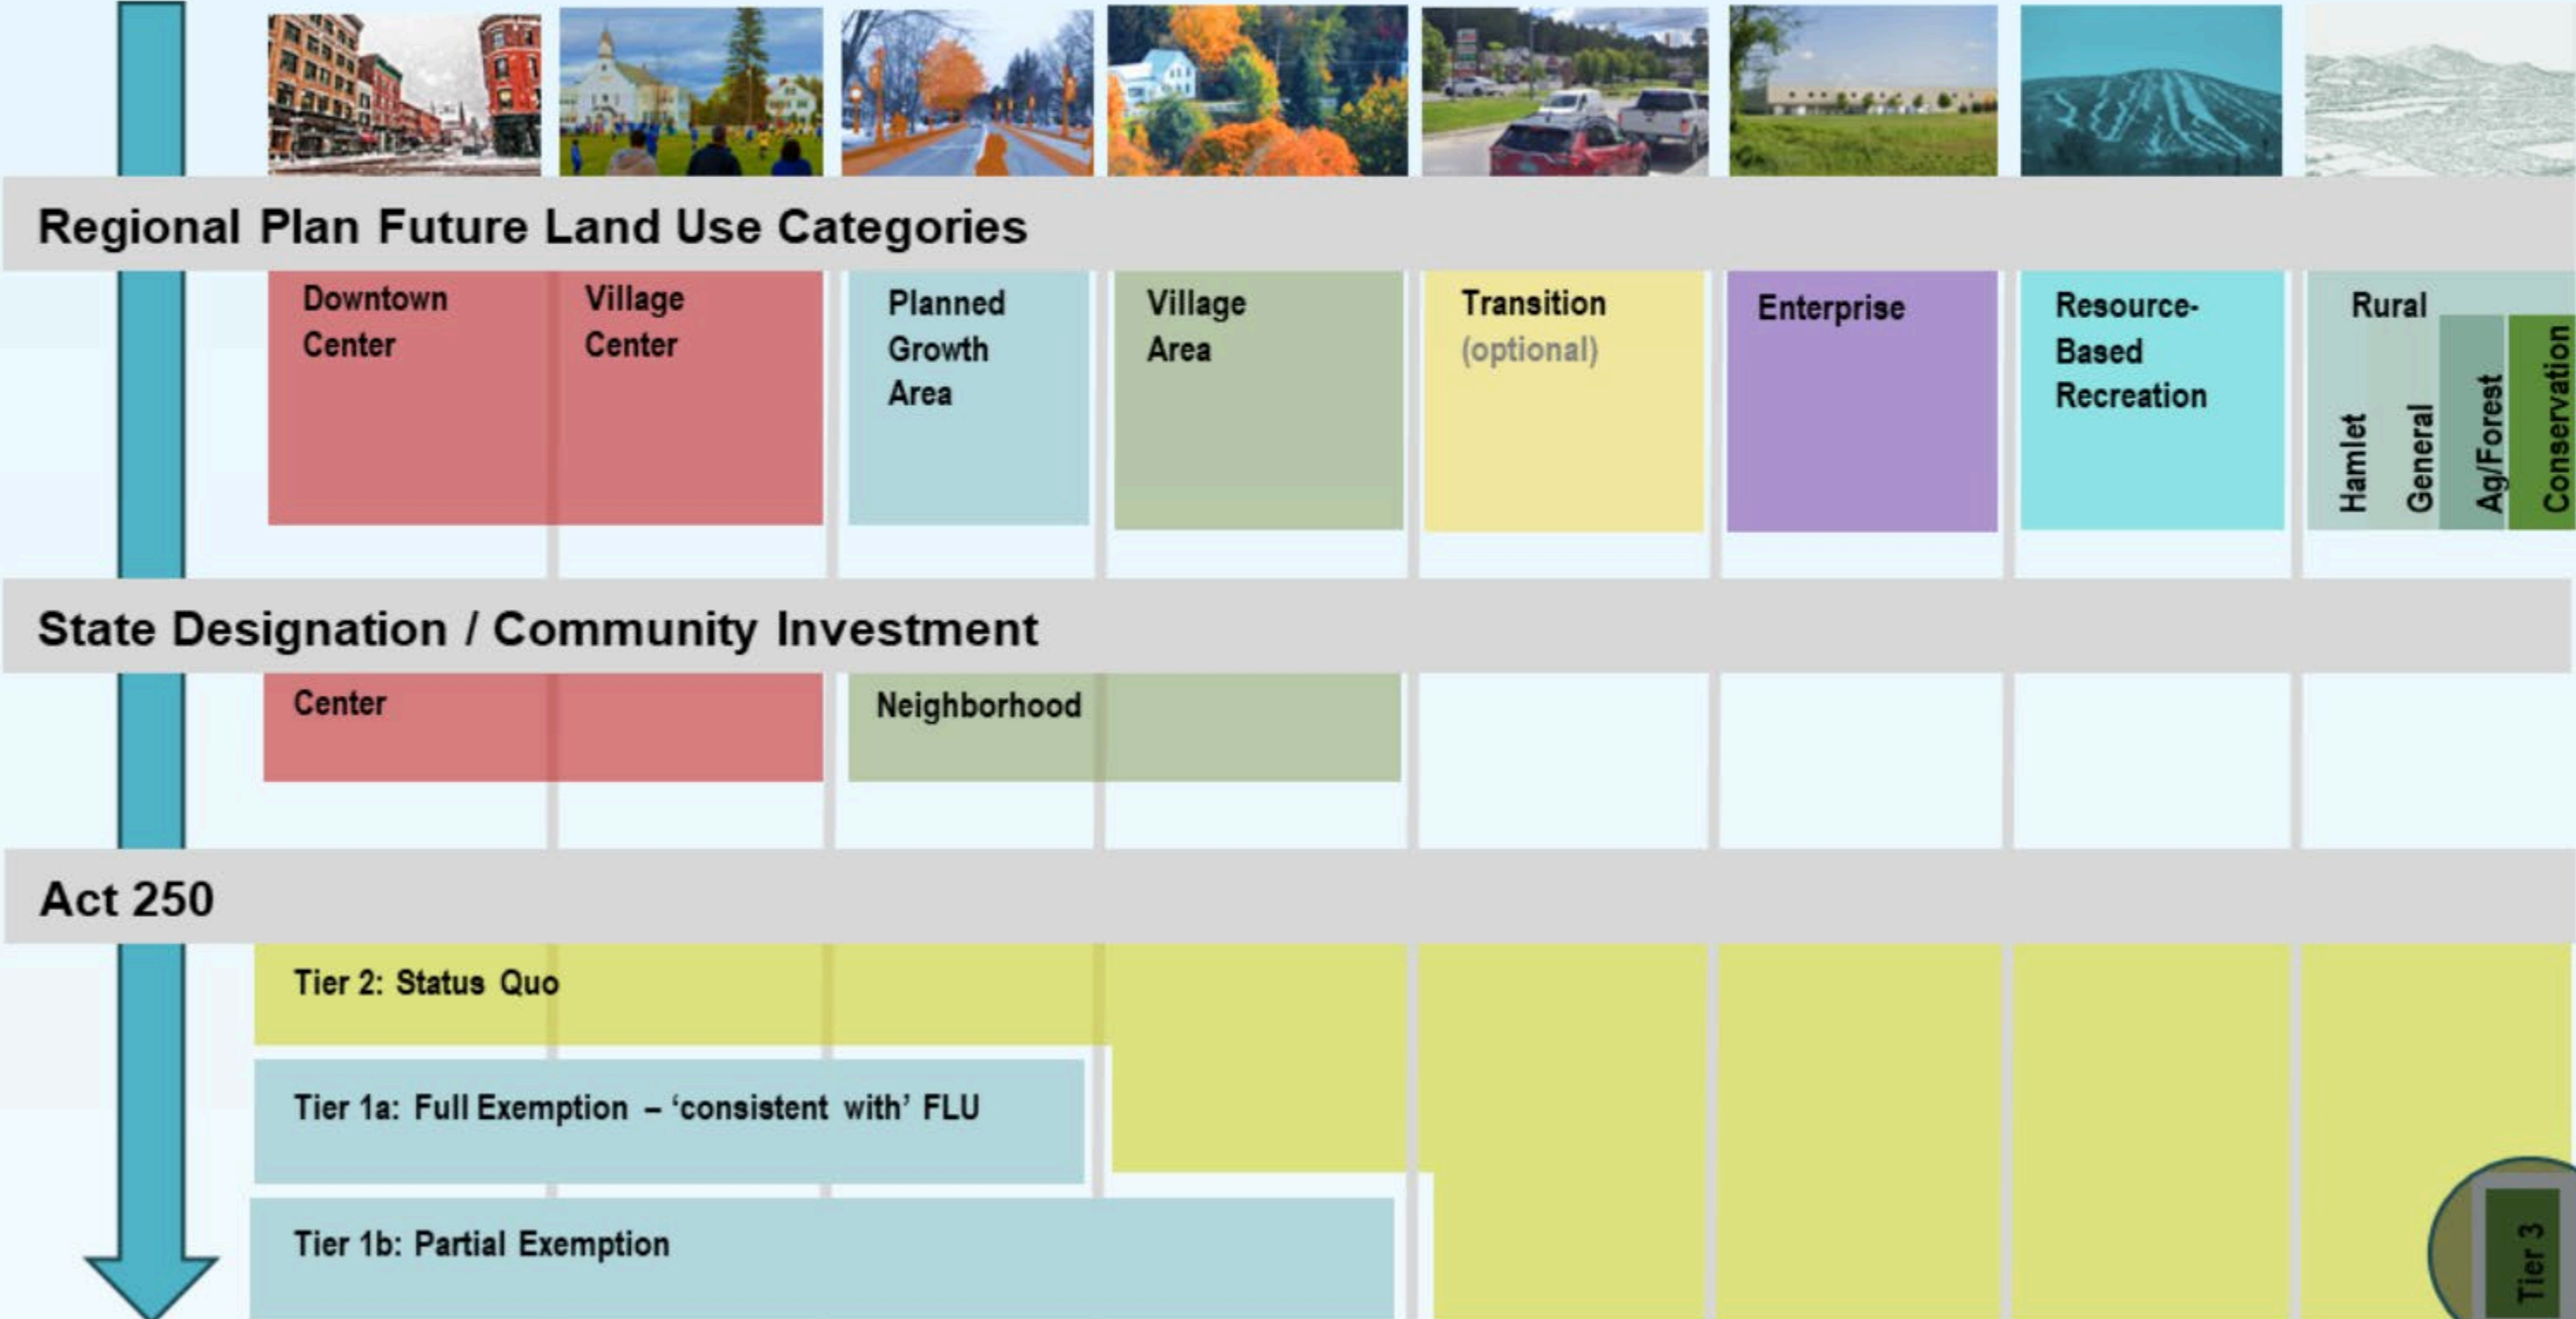 Regional Plan Future Land Use Categories
Downtown
Center
Village
Center
Planned
Growth
Area
Village
Area
Transition
(optional)
Enterprise
Resource-
Based
Recreation
Rural
Hamlet
General
Ag/Forest
Conservation
State Designation / Community Investment
Center
Neighborhood
Act 250
Tier 2: Status Quo
Tier 1a: Full Exemption – ‘consistent with’ FLU
Tier 1b: Partial Exemption
Tier 3